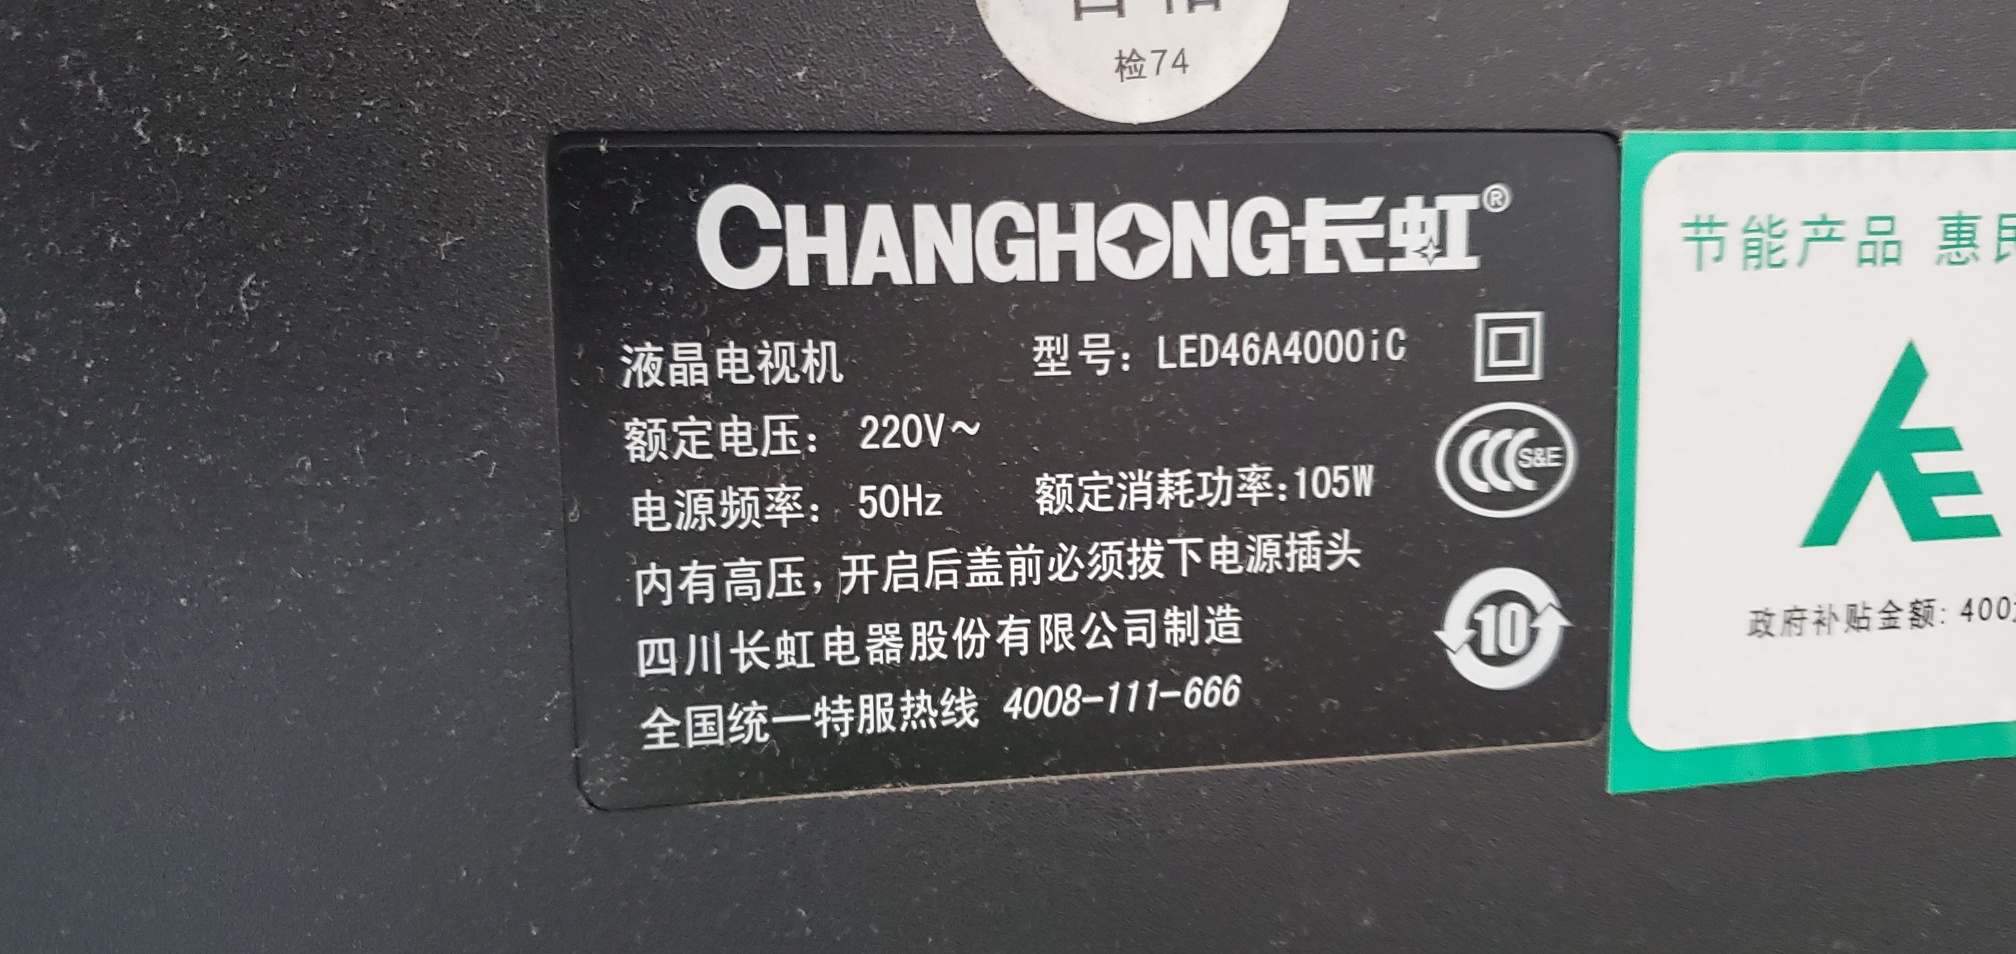 检74
CHANGHONG长虹®
液晶电视机 型号：LED46A4000iC
额定电压： 220V~
S&E
电源频率： 50Hz 额定消耗功率:105W
内有高压，开启后盖前必须拔下电源插头
10
四川长虹电器股份有限公司制造
全国统一特服热线 4008-111-666
节能产品 惠民
政府补贴金额: 400